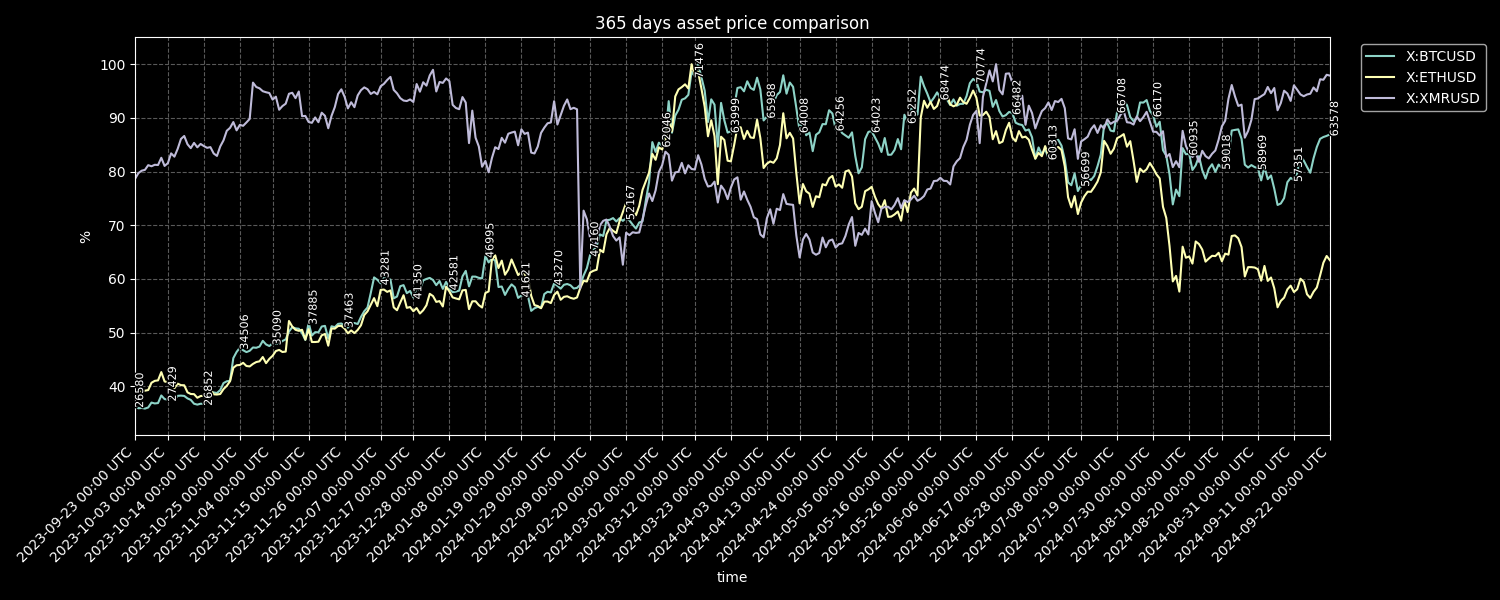 365 days asset price comparison
X:BTCUSD
X:ETHUSD
X:XMRUSD
%
100
90
80
70
60
50
40
26580
27429
26852
34506
35090
37885
37463
43281
41350
42581
46995
41621
43270
47160
52167
62046
71476
63999
65988
64008
64256
64023
65252
68474
70774
66482
60313
56699
66708
66170
60935
59018
58969
57351
63578
2023-09-23 00:00 UTC
2023-10-03 00:00 UTC
2023-10-14 00:00 UTC
2023-10-25 00:00 UTC
2023-11-04 00:00 UTC
2023-11-15 00:00 UTC
2023-11-26 00:00 UTC
2023-12-07 00:00 UTC
2023-12-17 00:00 UTC
2023-12-28 00:00 UTC
2024-01-08 00:00 UTC
2024-01-19 00:00 UTC
2024-01-29 00:00 UTC
2024-02-09 00:00 UTC
2024-02-20 00:00 UTC
2024-03-02 00:00 UTC
2024-03-12 00:00 UTC
2024-03-23 00:00 UTC
2024-04-03 00:00 UTC
2024-04-13 00:00 UTC
2024-04-24 00:00 UTC
2024-05-05 00:00 UTC
2024-05-16 00:00 UTC
2024-05-26 00:00 UTC
2024-06-06 00:00 UTC
2024-06-17 00:00 UTC
2024-06-28 00:00 UTC
2024-07-08 00:00 UTC
2024-07-19 00:00 UTC
2024-07-30 00:00 UTC
2024-08-10 00:00 UTC
2024-08-20 00:00 UTC
2024-08-31 00:00 UTC
2024-09-11 00:00 UTC
2024-09-22 00:00 UTC
time